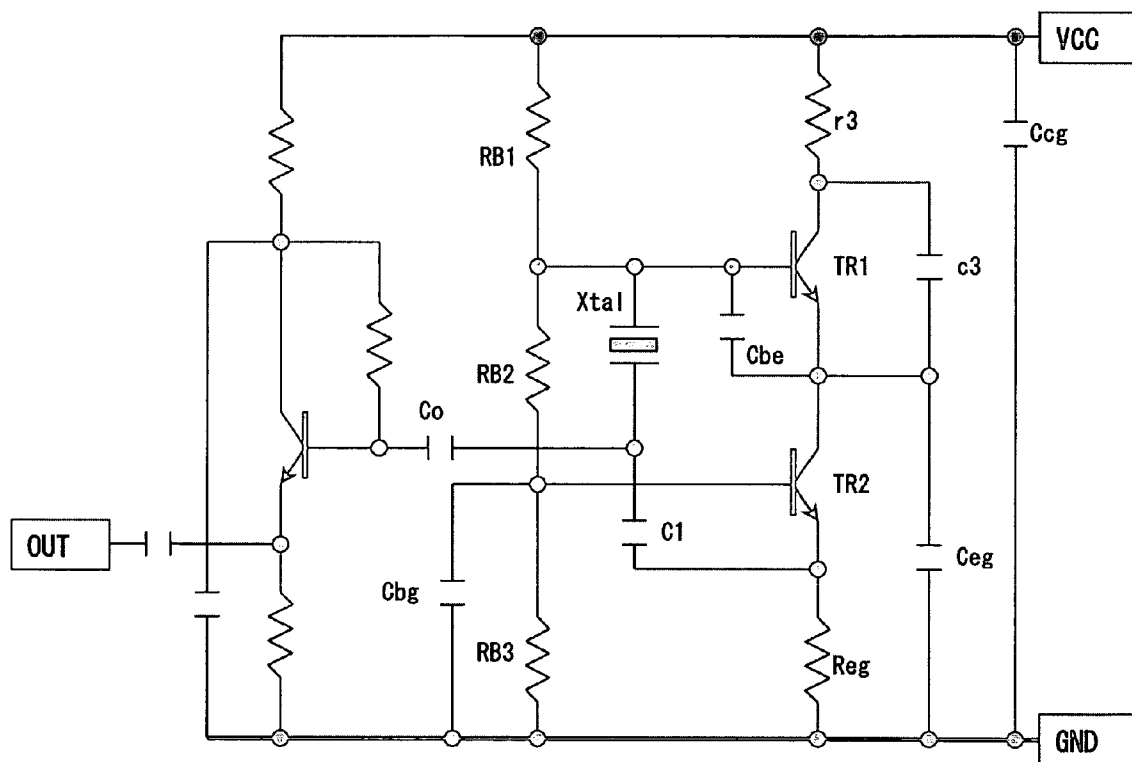 VCC
r3
Ccg
RB1
TR1
c3
Xtal
Cbe
RB2
Co
TR2
C1
OUT
Ceg
Cbg
RB3
Reg
GND